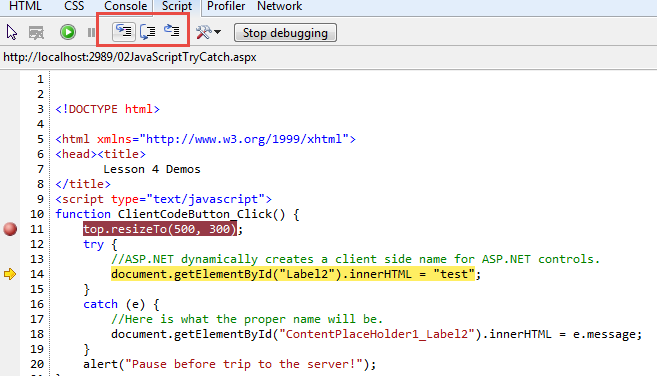 HTML CSS Console Script Profiler Network
Stop debugging
http://localhost:2989/02JavaScriptTryCatch.aspx
1
2
3 <!DOCTYPE html>
4
5 <html xmlns="http://www.w3.org/1999/xhtml">
6 <head><title>
7 Lesson 4 Demos
8 </title>
9 <script type="text/javascript">
10 function ClientCodeButton_Click() {
11 top.resizeTo(500, 300);
12 try {
13 //ASP.NET dynamically creates a client side name for ASP.NET controls.
14 document.getElementById("Label2").innerHTML = "test";
15 }
16 catch (e) {
17 //Here is what the proper name will be.
18 document.getElementById("ContentPlaceHolder1_Label2").innerHTML = e.message;
19 }
20 alert("Pause before trip to the server!");